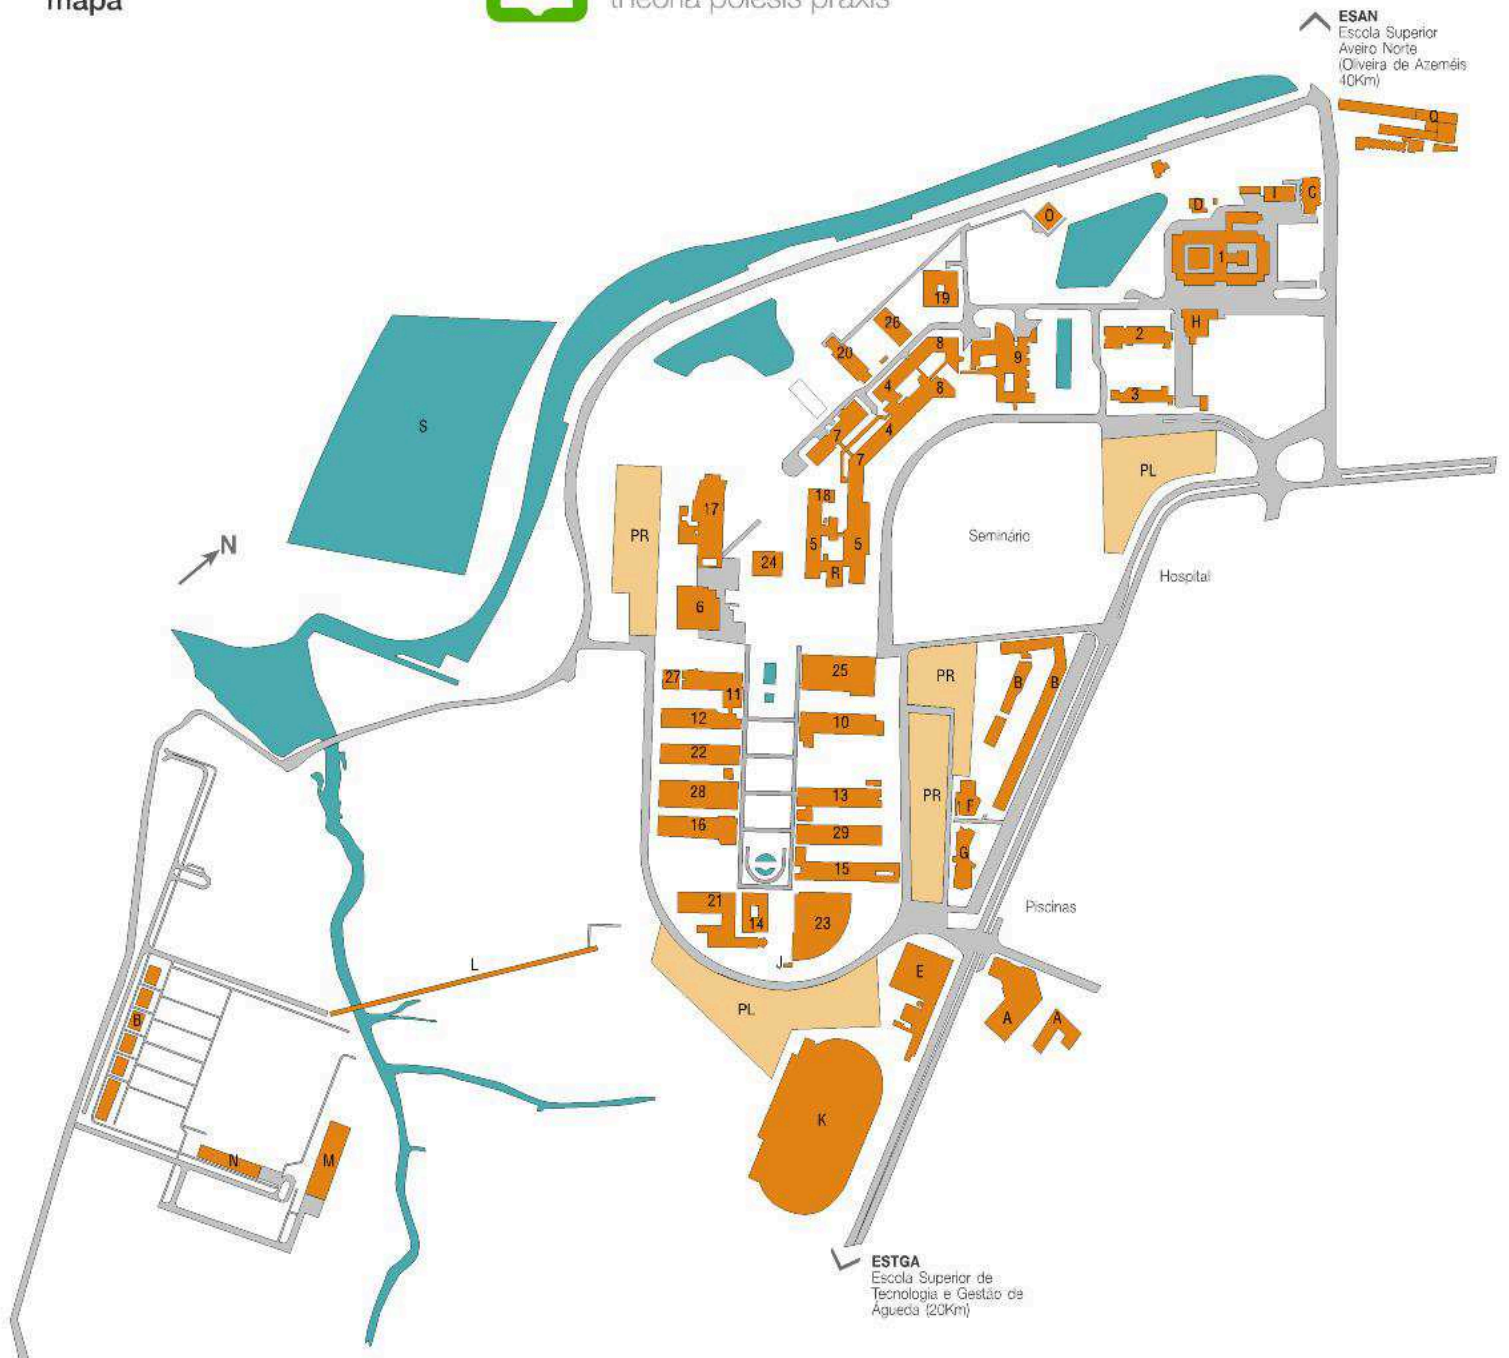 mapa
theoria poiesis praxis
ESAN
Escola Superior
Aveiro Norte
(Oliveira de Azeméis
40Km)
Q
I
C
D
O
1
19
H
26
2
8
20
9
8
4
3
S
7
4
7
PL
18
17
Seminário
PR
5
5
N
24
R
Hospital
6
25
27
PR
B
B
11
12
10
22
28
13
PR
F
16
29
G
15
21
14
23
Piscinas
J
L
E
PL
A
A
B
K
N
M
ESTGA
Escola Superior de
Tecnologia e Gestão de
Águeda (20Km)